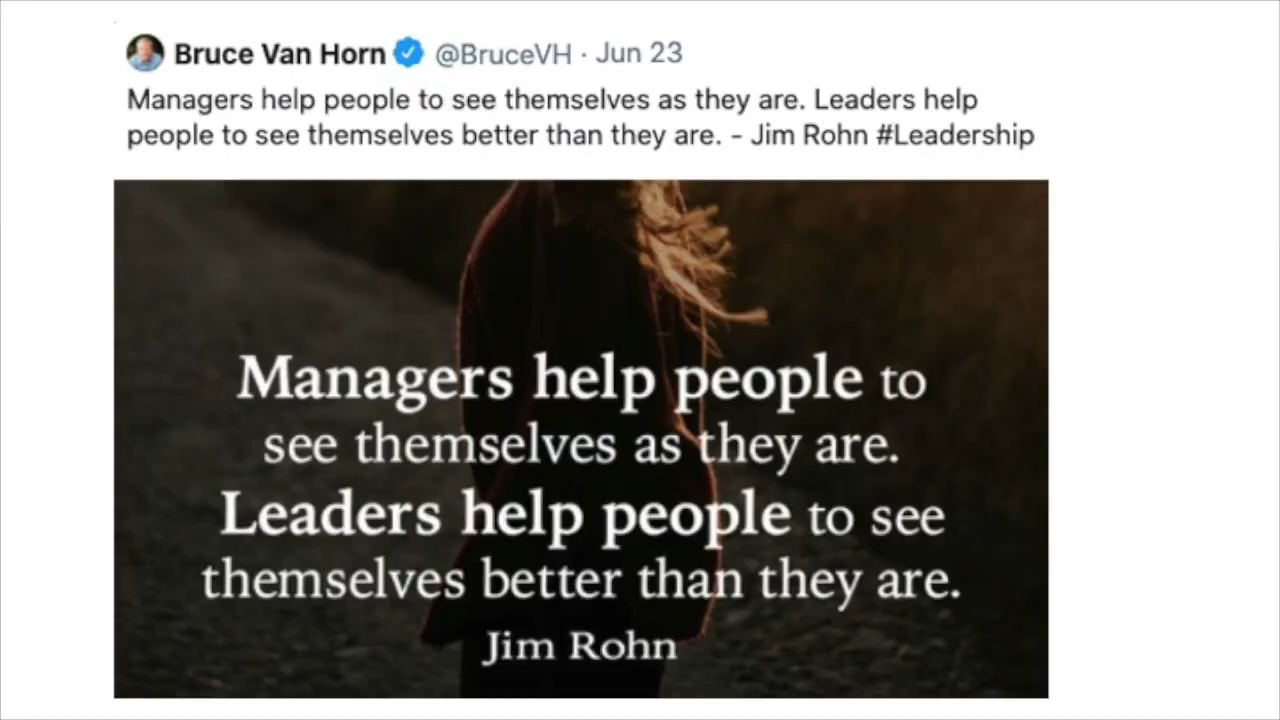 Bruce Van Horn @BruceVH · Jun 23
Managers help people to see themselves as they are. Leaders help
people to see themselves better than they are. - Jim Rohn #Leadership
Managers help people to
see themselves as they are.
Leaders help people to see
themselves better than they are.
Jim Rohn